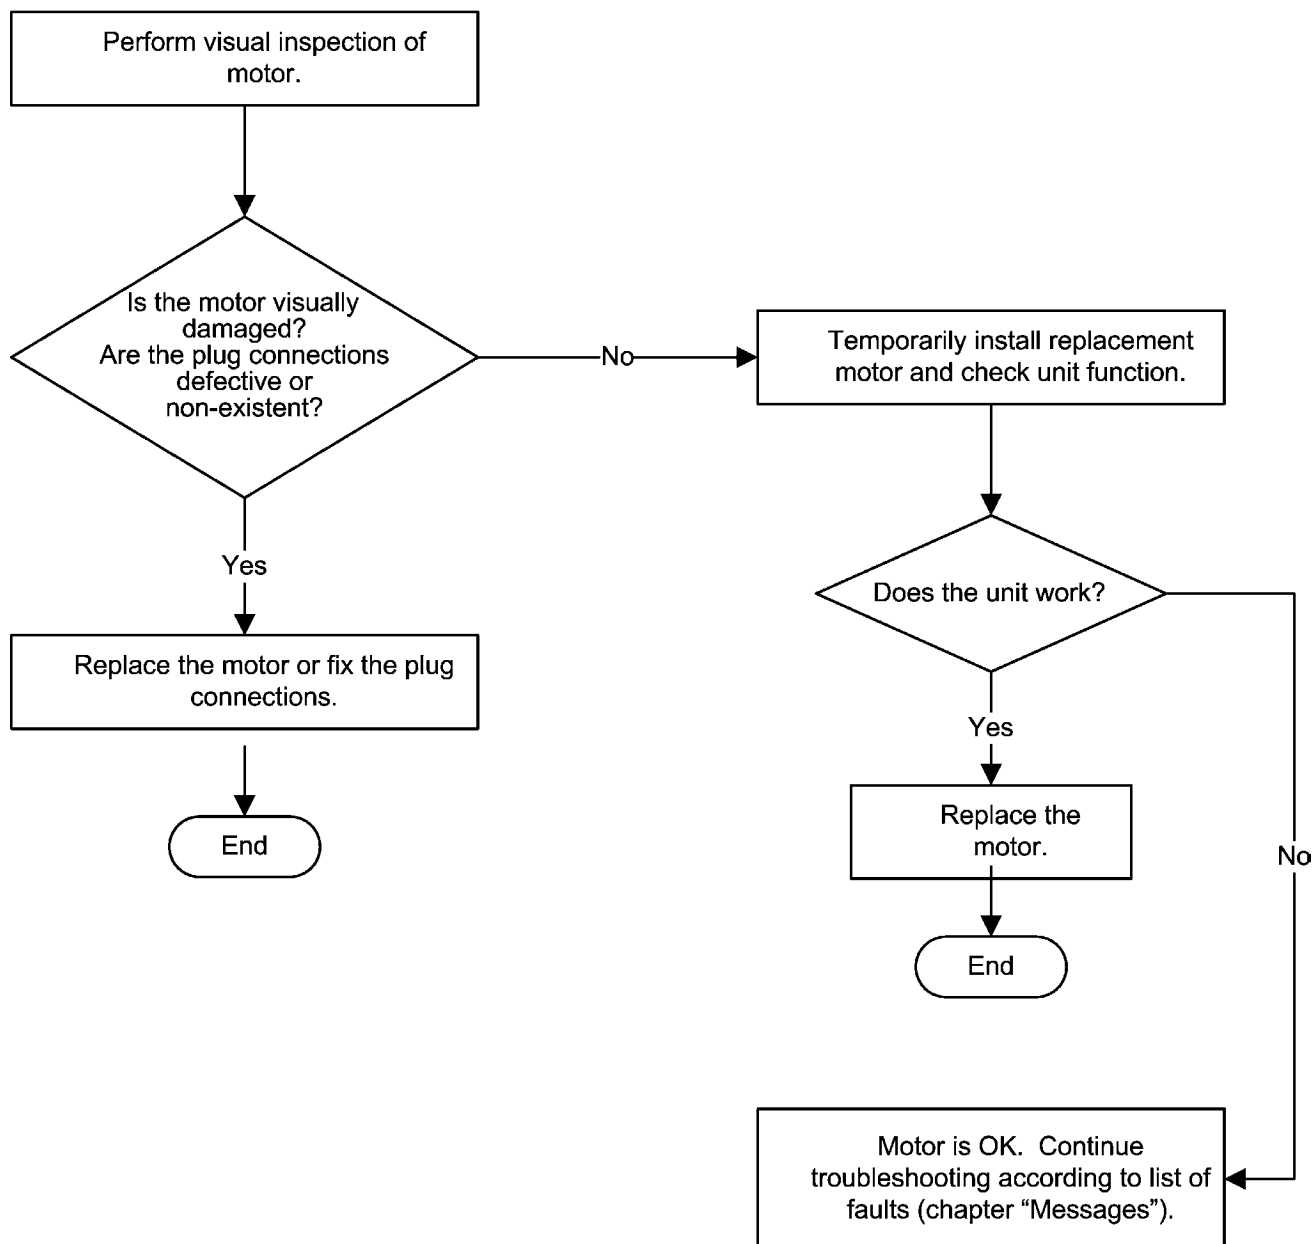 Perform visual inspection of
motor.
Is the motor visually
damaged?
Are the plug connections
defective or
non-existent?
No
Temporarily install replacement
motor and check unit function.
Yes
Does the unit work?
Replace the motor or fix the plug
connections.
Yes
Replace the
motor.
End
No
End
Motor is OK.  Continue
troubleshooting according to list of
faults (chapter “Messages”).